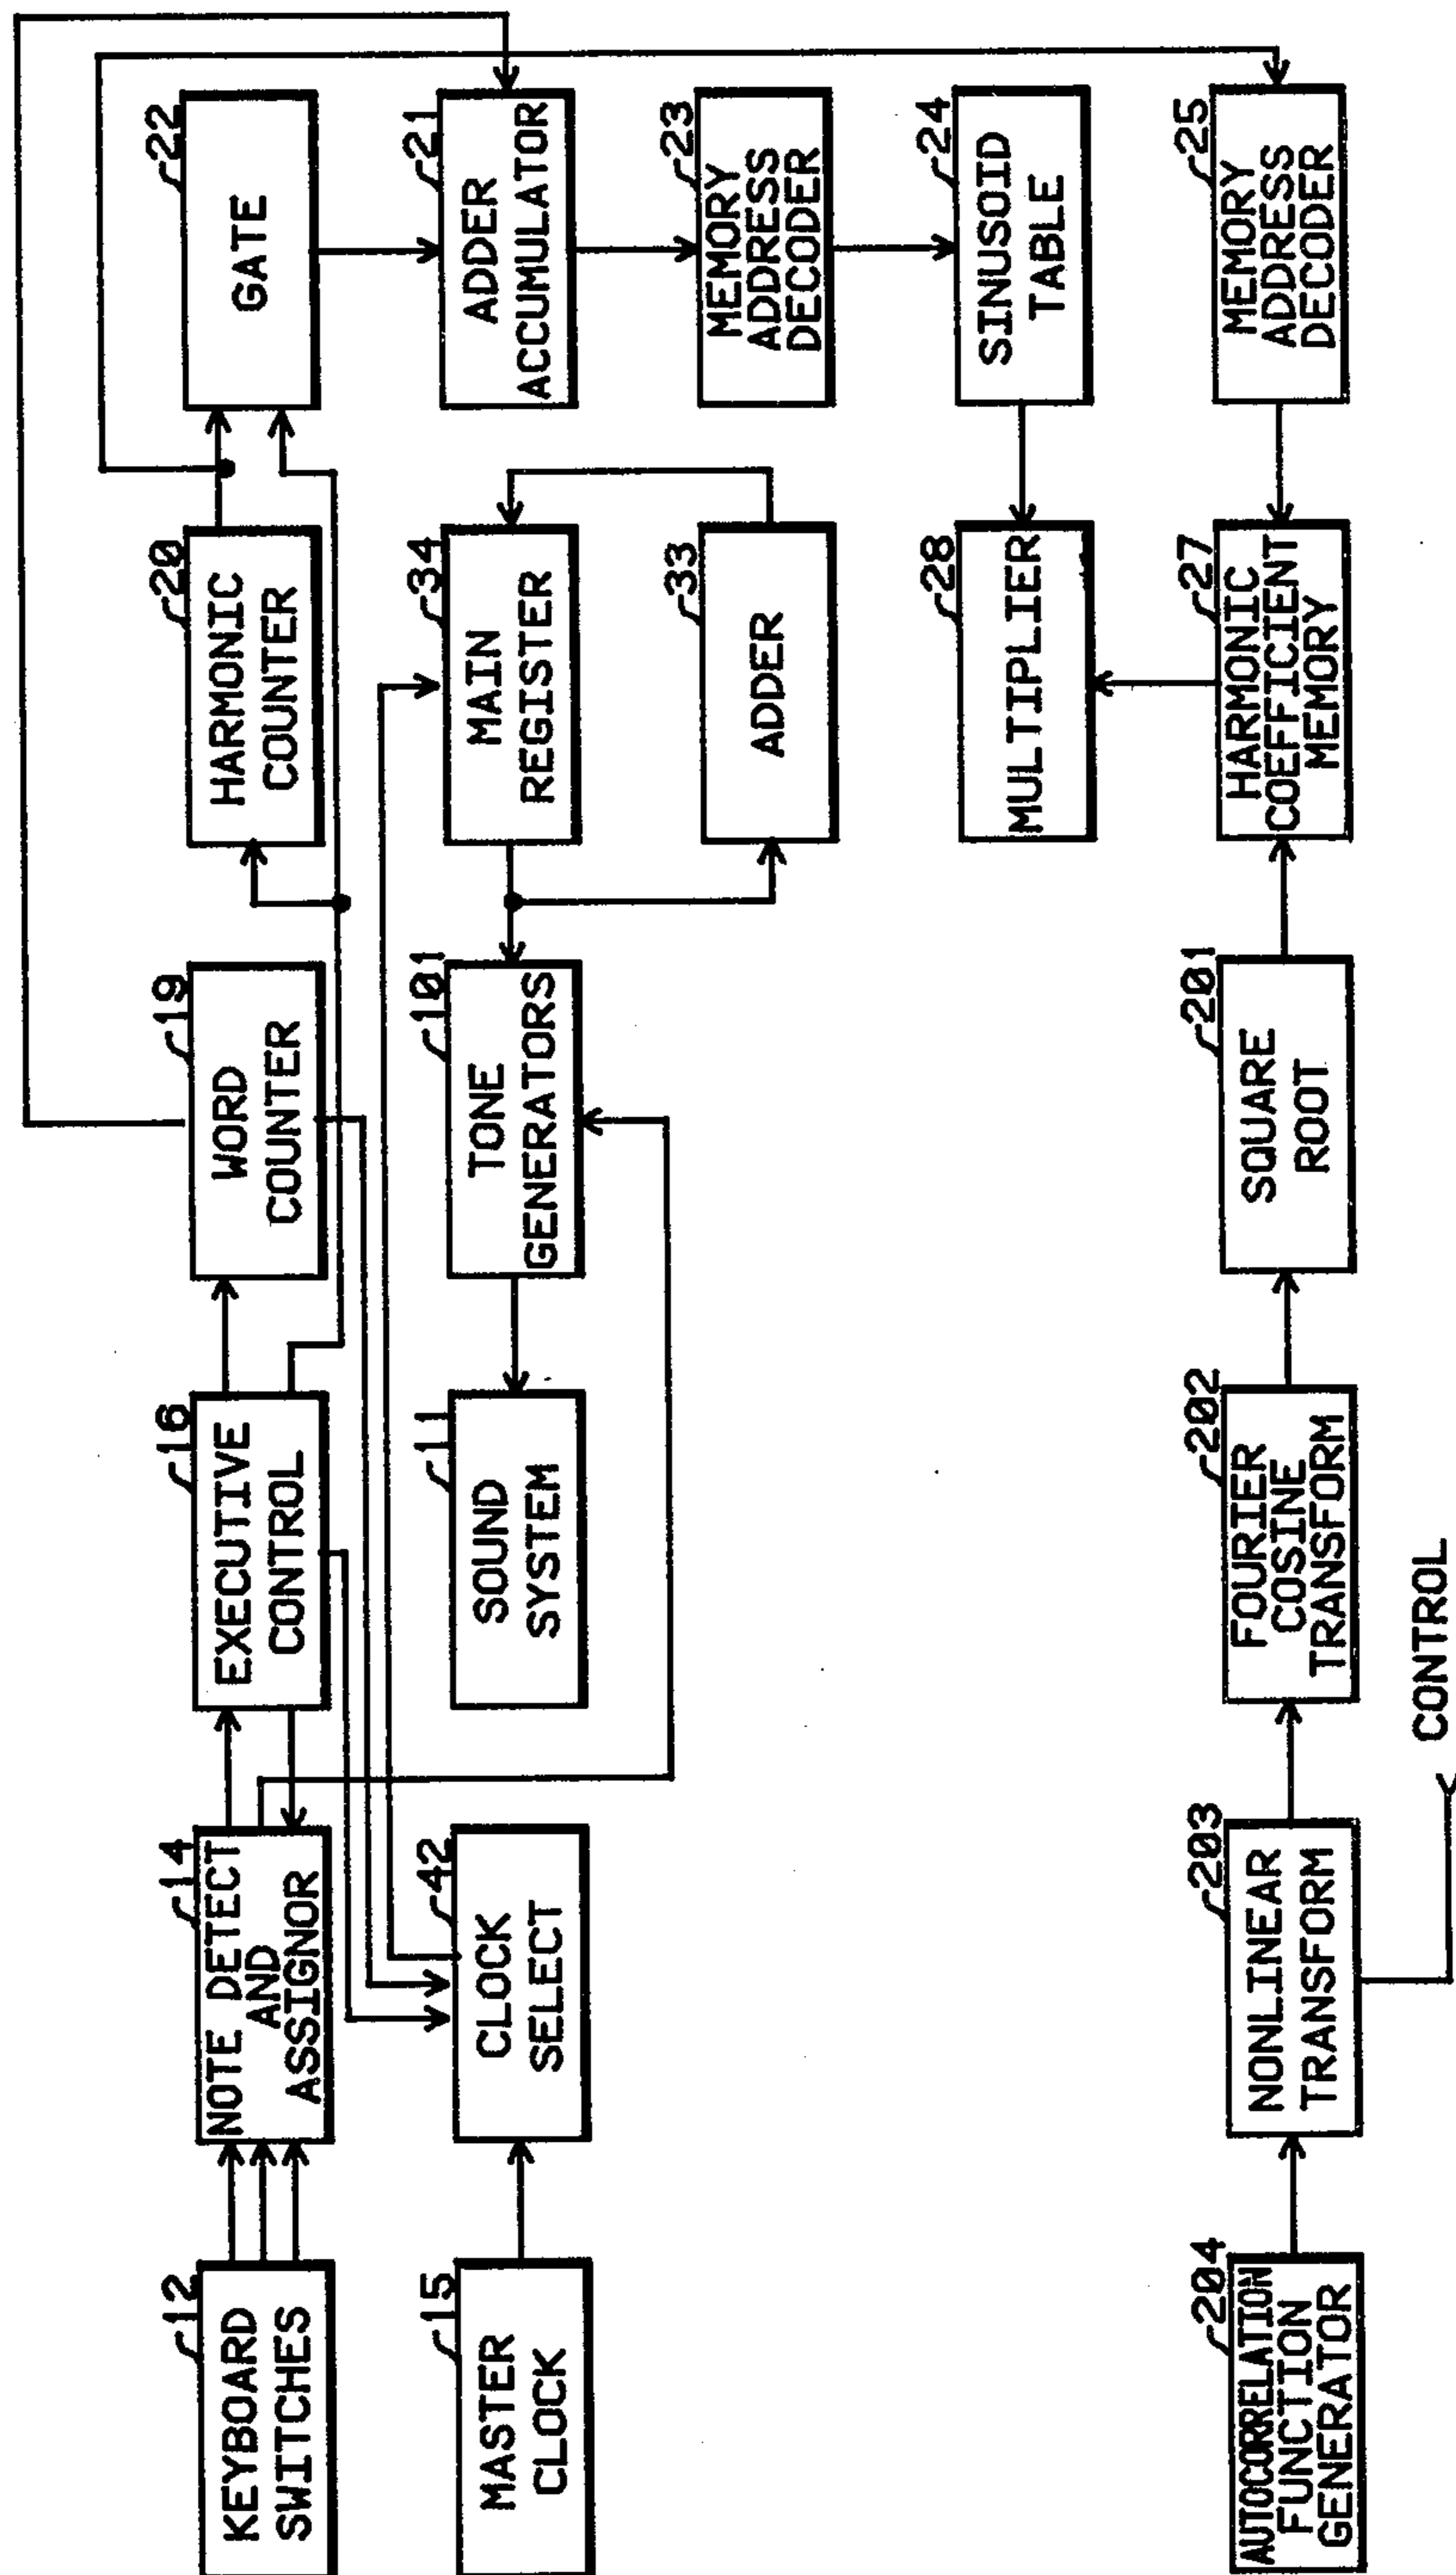 12
KEYBOARD
SWITCHES
14
NOTE DETECT
AND
ASSIGNOR
16
EXECUTIVE
CONTROL
19
WORD
COUNTER
20
HARMONIC
COUNTER
22
GATE
15
MASTER
CLOCK
42
CLOCK
SELECT
11
SOUND
SYSTEM
101
TONE
GENERATORS
34
MAIN
REGISTER
21
ADDER
ACCUMULATOR
33
ADDER
23
MEMORY
ADDRESS
DECODER
28
MULTIPLIER
24
SINUSOID
TABLE
204
AUTOCORRELATION
FUNCTION
GENERATOR
203
NONLINEAR
TRANSFORM
202
FOURIER
COSINE
TRANSFORM
201
SQUARE
ROOT
27
HARMONIC
COEFFICIENT
MEMORY
25
MEMORY
ADDRESS
DECODER
CONTROL